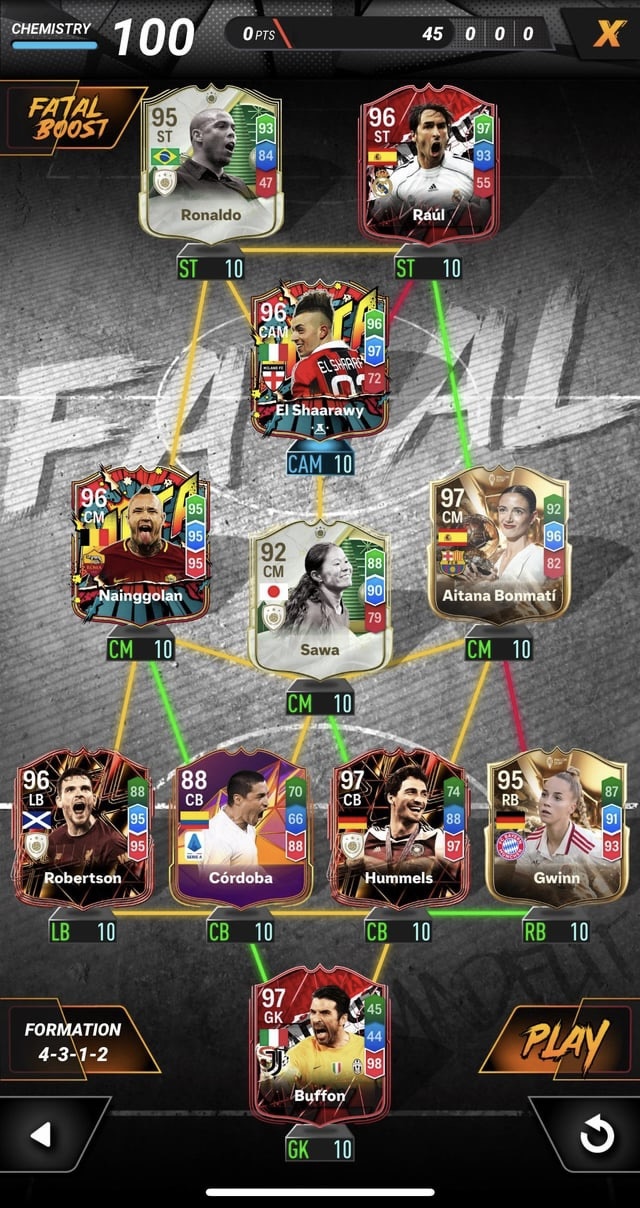 CHEMISTRY 100
0 PTS 45 0 0 0
X
FATAL
BOOST
95
ST
93
84
47
Ronaldo
ST 10
96
ST
97
93
55
Raúl
ST 10
96
CAM
96
97
72
El Shaarawy
CAM 10
FATAL
96
CM
95
95
95
Nainggolan
CM 10
92
CM
88
90
79
Sawa
CM 10
97
CM
92
96
82
Aitana Bonmatí
CM 10
96
LB
88
95
95
Robertson
LB 10
88
CB
70
66
88
SERIE A
Córdoba
CB 10
97
CB
74
88
97
Hummels
CB 10
95
RB
87
91
93
Gwinn
RB 10
97
GK
45
44
98
Buffon
GK 10
FORMATION
4-3-1-2
PLAY